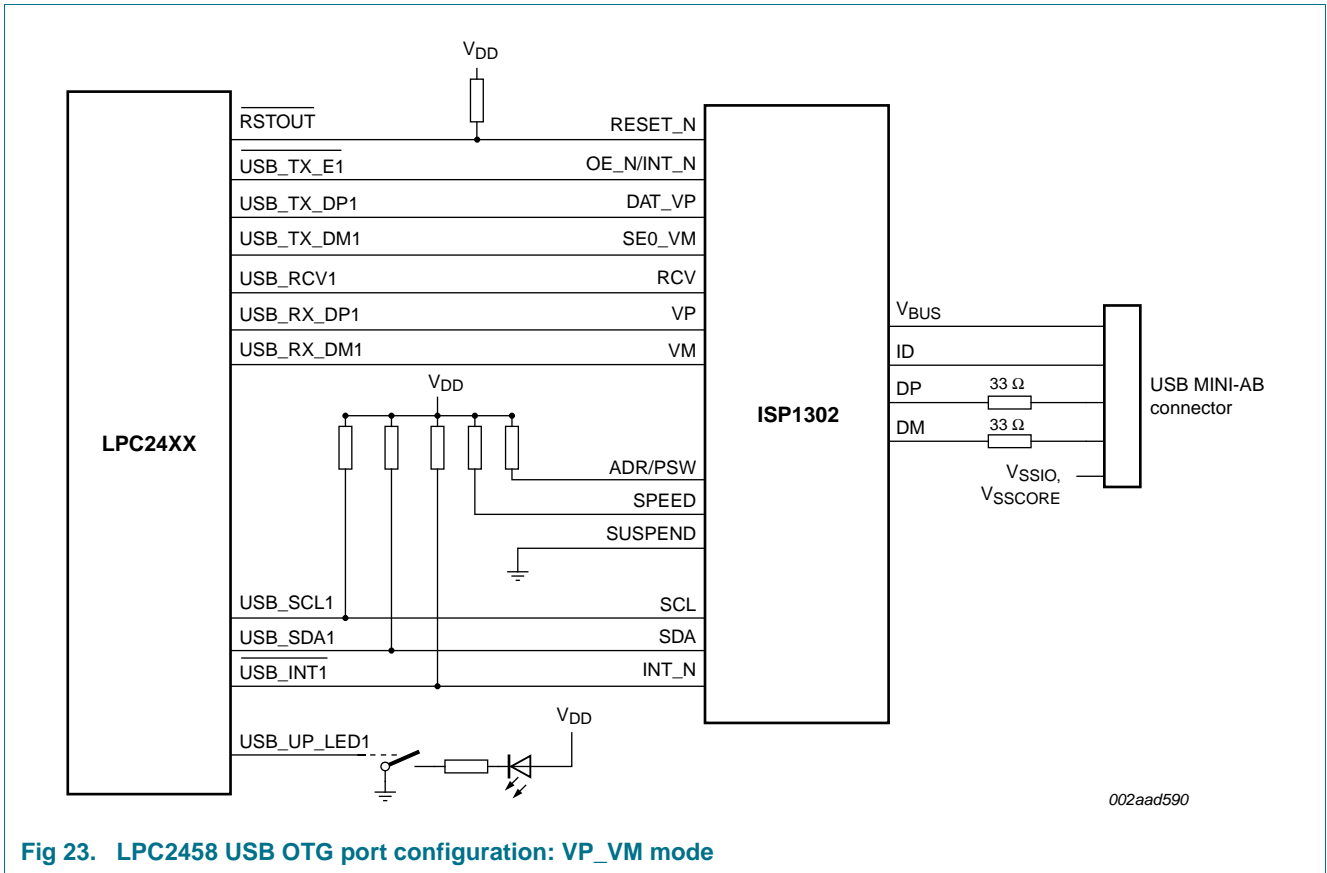 VDD
RSTOUT
RESET_N
USB_TX_E1
OE_N/INT_N
USB_TX_DP1
DAT_VP
USB_TX_DM1
SE0_VM
USB_RCV1
RCV
USB_RX_DP1
VP
USB_RX_DM1
VM
VBUS
ID
DP
33 Ω
DM
33 Ω
USB MINI-AB
connector
VSSIO,
VSSCORE
LPC24XX
ISP1302
VDD
ADR/PSW
SPEED
SUSPEND
USB_SCL1
SCL
USB_SDA1
SDA
USB_INT1
INT_N
USB_UP_LED1
VDD
002aad590
Fig 23. LPC2458 USB OTG port configuration: VP_VM mode